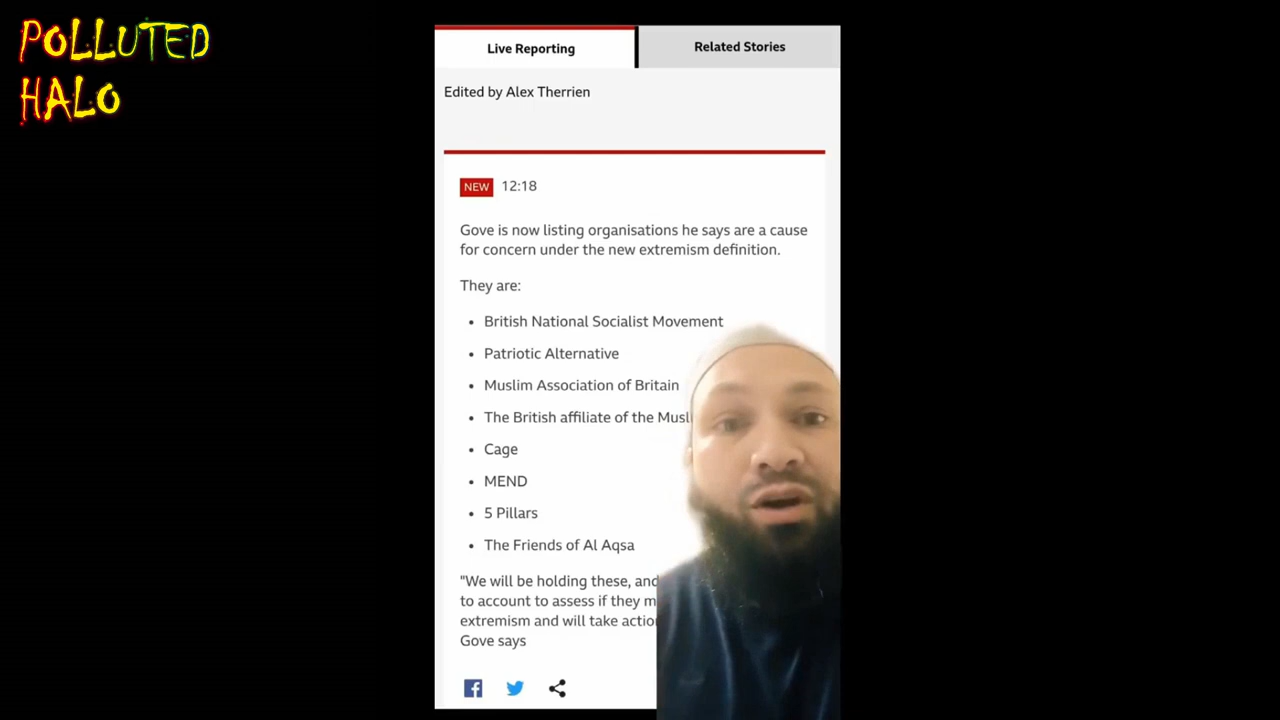 POLLUTED
HALO
Live Reporting
Related Stories
Edited by Alex Therrien
NEW 12:18
Gove is now listing organisations he says are a cause
for concern under the new extremism definition.
They are:
• British National Socialist Movement
• Patriotic Alternative
• Muslim Association of Britain
• The British affiliate of the
• Cage
• MEND
• 5 Pillars
• The Friends of Al Aqsa
"We will be holding these, and
to account to assess if they
extremism and will take
Gove says